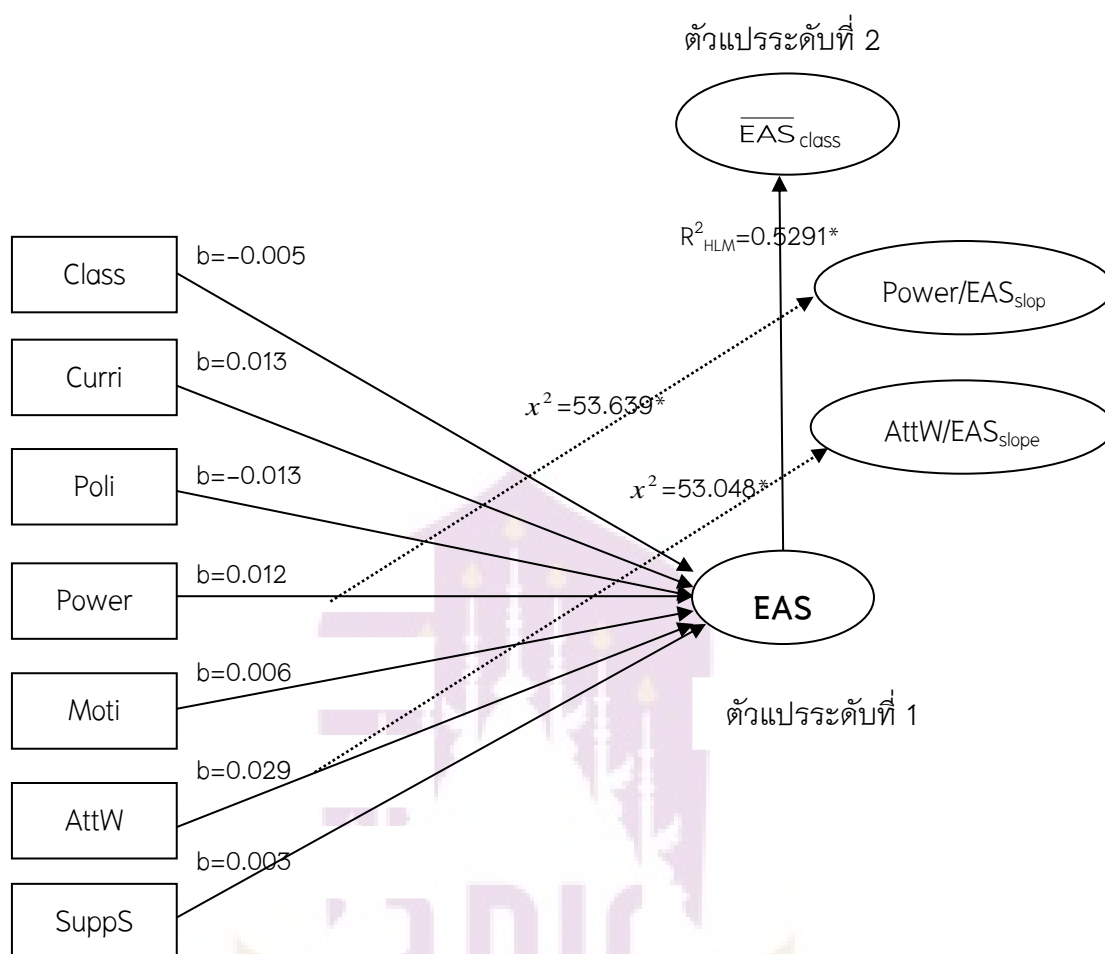 ตัวแปรระดับที่ 2
EAS class
R²HLM=0.5291*
Class
b=-0.005
Power/EASslop
Curri
b=0.013
x²=53.639*
AttW/EASslope
Poli
b=-0.013
x²=53.048*
Power
b=0.012
EAS
Moti
b=0.006
ตัวแปรระดับที่ 1
AttW
b=0.029
SuppS
b=0.003